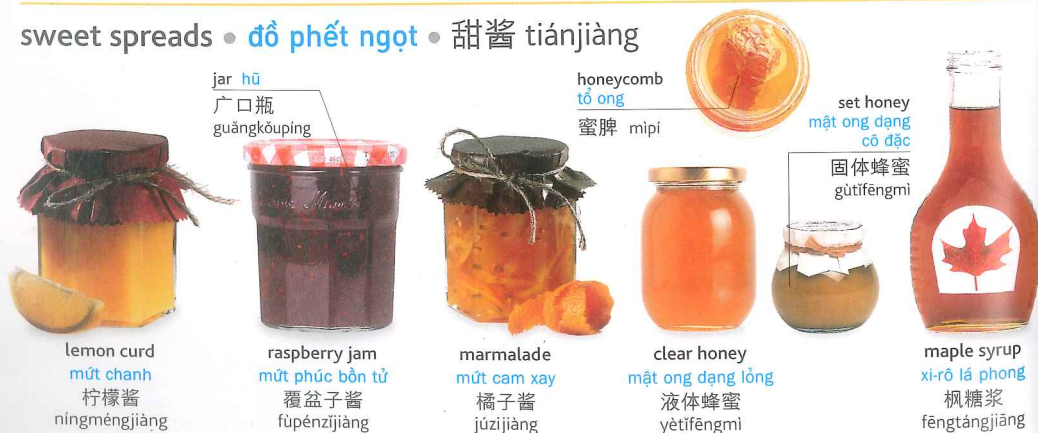 sweet spreads • đồ phết ngọt • 甜酱 tiánjiàng
jar hũ
广口瓶
guǎngkǒupíng
honeycomb
tổ ong
蜜脾 mìpí
set honey
mật ong dạng
cô đặc
固体蜂蜜
gùtǐfēngmì
lemon curd
mứt chanh
柠檬酱
níngméngjiàng
raspberry jam
mứt phúc bồn tử
覆盆子酱
fùpénzǐjiàng
marmalade
mứt cam xay
橘子酱
júzijiàng
clear honey
mật ong dạng lỏng
液体蜂蜜
yètǐfēngmì
maple syrup
xi-rô lá phong
枫糖浆
fēngtángjiāng